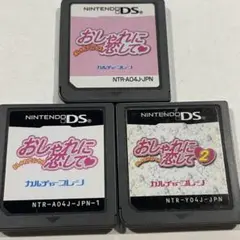 NINTENDO DS
おしゃれに
恋して
カルチャーブレーン
NTR-A04J-JPN
NINTENDO DS
おしゃれに
恋して
カルチャーブレーン
NTR-A04J-JPN-1
NINTENDO DS
おしゃれに
恋して2
カルチャーブレーン
NTR-Y04J-JPN